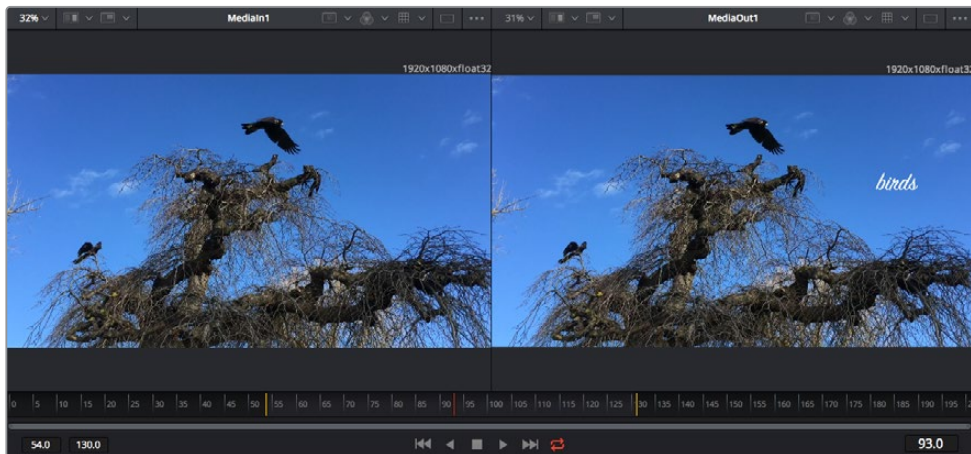 32% MediaIn1 31% MediaOut1
1920x1080xfloat32 1920x1080xfloat32
birds
0 5 10 15 20 25 30 35 40 45 50 55 60 65 70 75 80 85 90 95 100 105 110 115 120 125 130 135 140 145 150 155 160 165 170 175 180 185 190 195
54.0 130.0 93.0